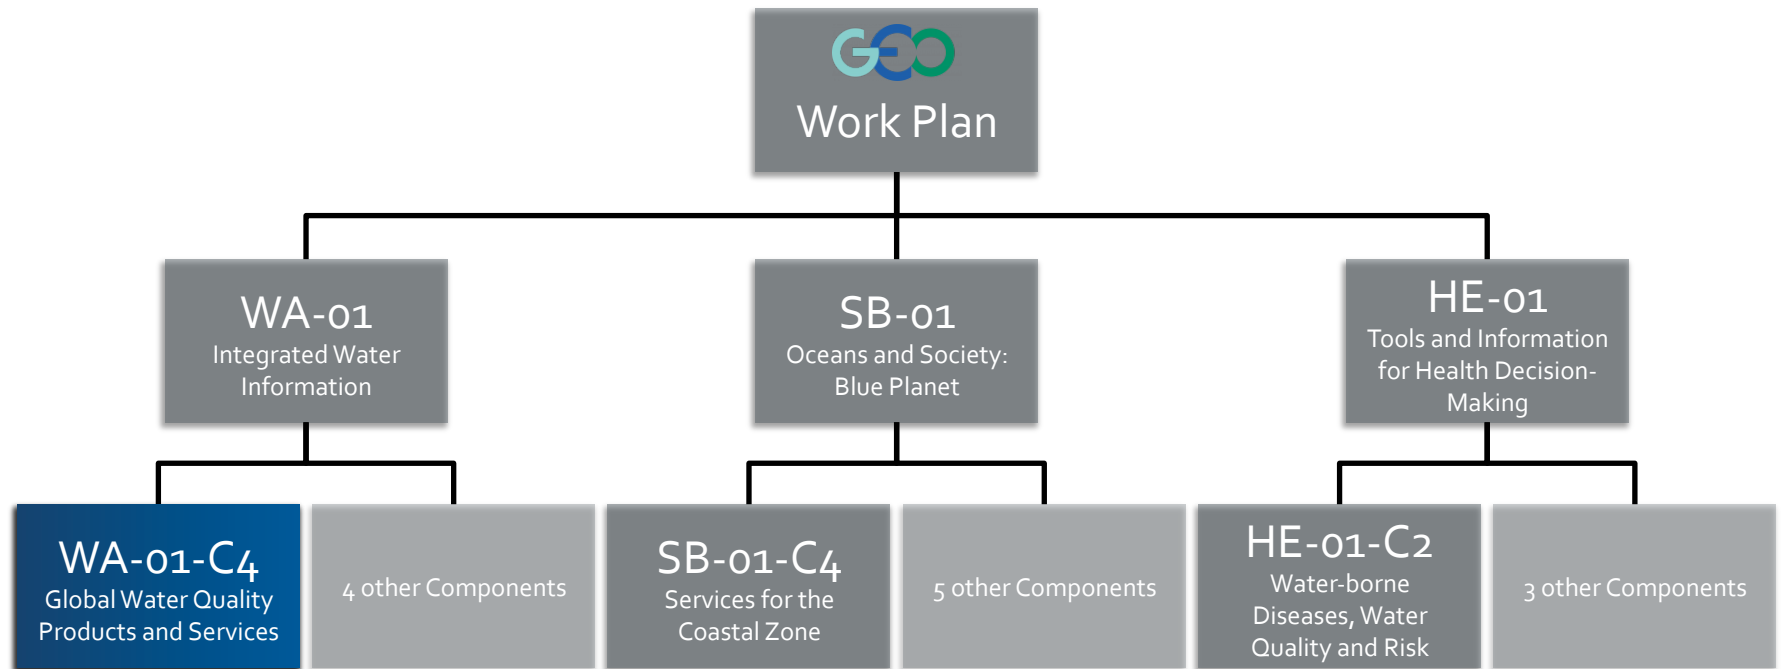 GEO
Work Plan
WA-01
Integrated Water
Information
SB-01
Oceans and Society:
Blue Planet
HE-01
Tools and Information
for Health Decision-
Making
WA-01-C4
Global Water Quality
Products and Services
4 other Components
SB-01-C4
Services for the
Coastal Zone
5 other Components
HE-01-C2
Water-borne
Diseases, Water
Quality and Risk
3 other Components